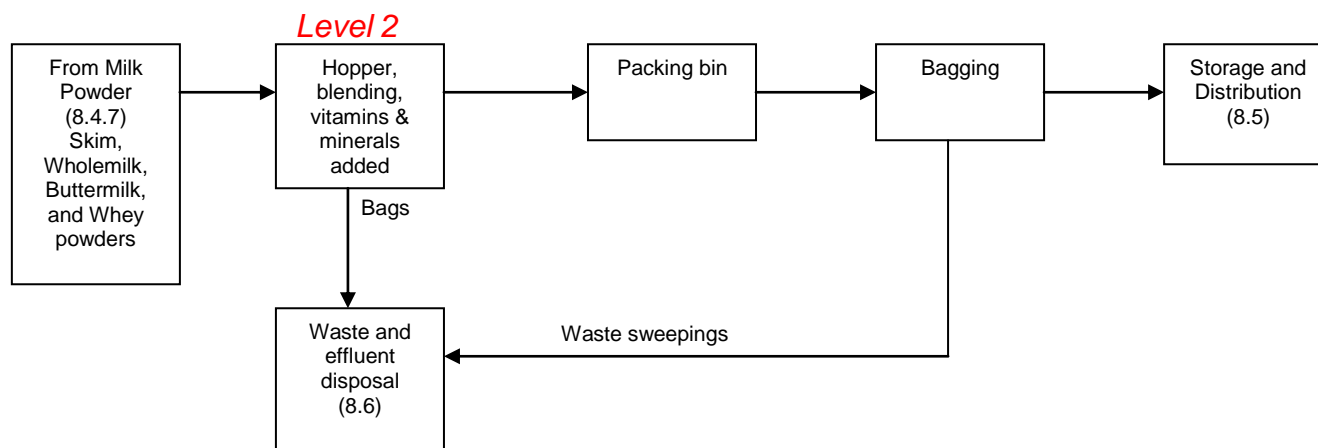 Level 2
From Milk
Powder
(8.4.7)
Skim,
Wholemilk,
Buttermilk,
and Whey
powders
Hopper,
blending,
vitamins &
minerals
added
Packing bin
Bagging
Storage and
Distribution
(8.5)
Bags
Waste and
effluent
disposal
(8.6)
Waste sweepings